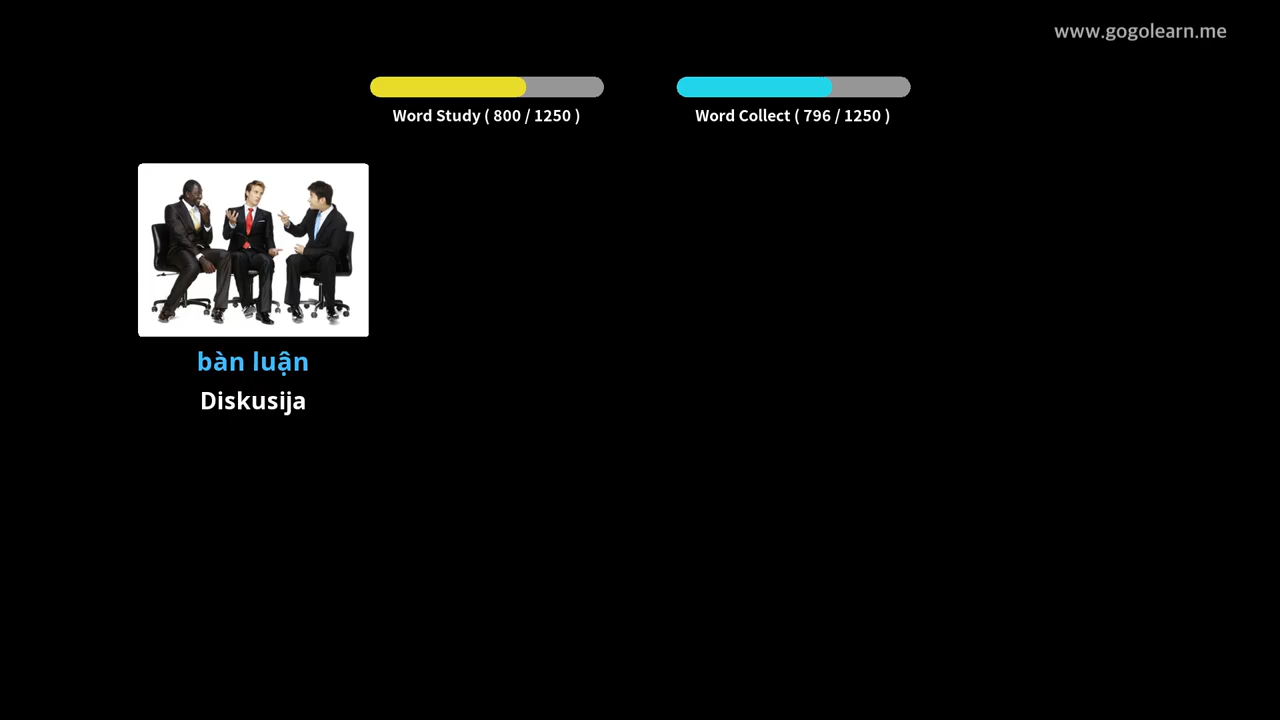 www.gogolearn.me
Word Study ( 800 / 1250 )
Word Collect ( 796 / 1250 )
bàn luận
Diskusija